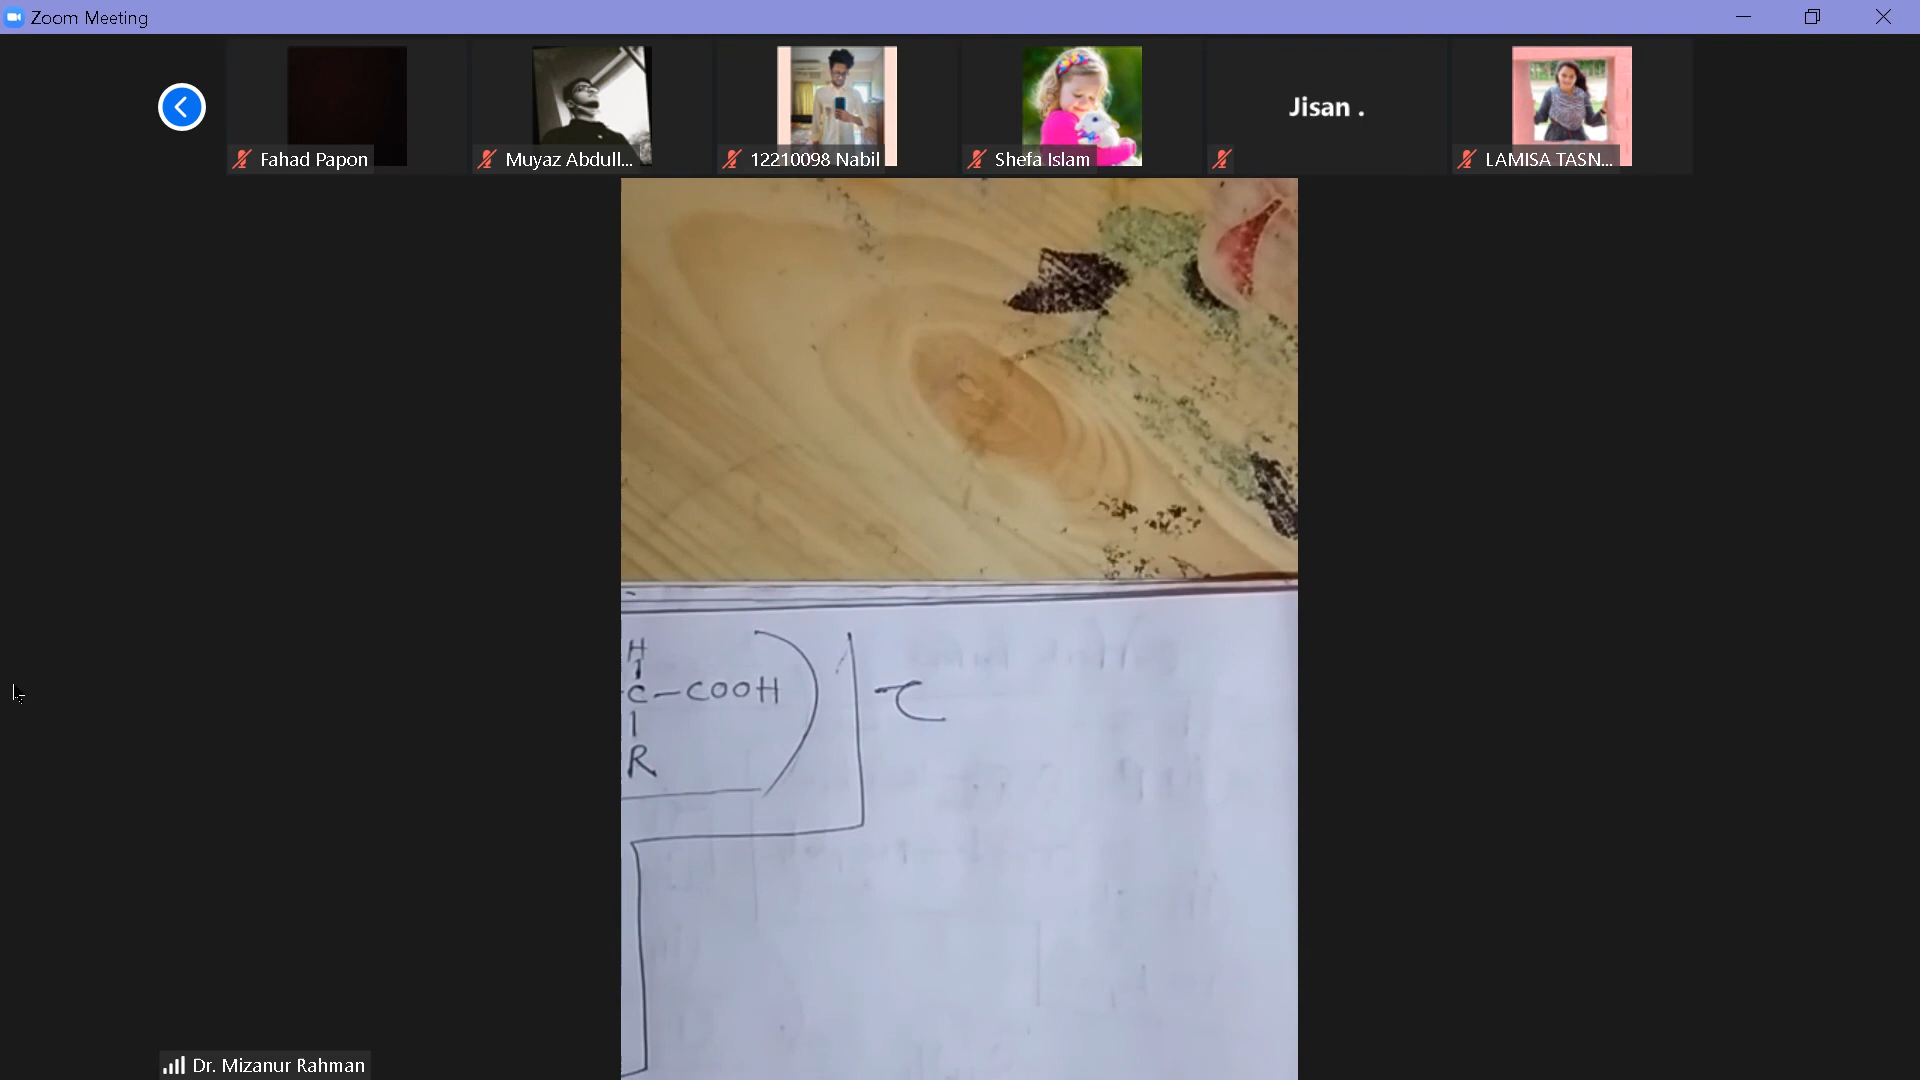 Zoom Meeting
Jisan .
Fahad Papon
Muyaz Abdull...
12210098 Nabil
Shefa Islam
LAMISA TASN...
H
C-COOH
R
Dr. Mizanur Rahman